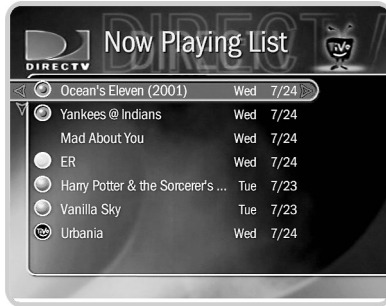 DIRECTV
Now Playing List
TiVo
Ocean's Eleven (2001) Wed 7/24
Yankees @ Indians Wed 7/24
Mad About You Wed 7/24
ER Wed 7/24
Harry Potter & the Sorcerer's ... Tue 7/23
Vanilla Sky Tue 7/23
TiVo Urbania Wed 7/24